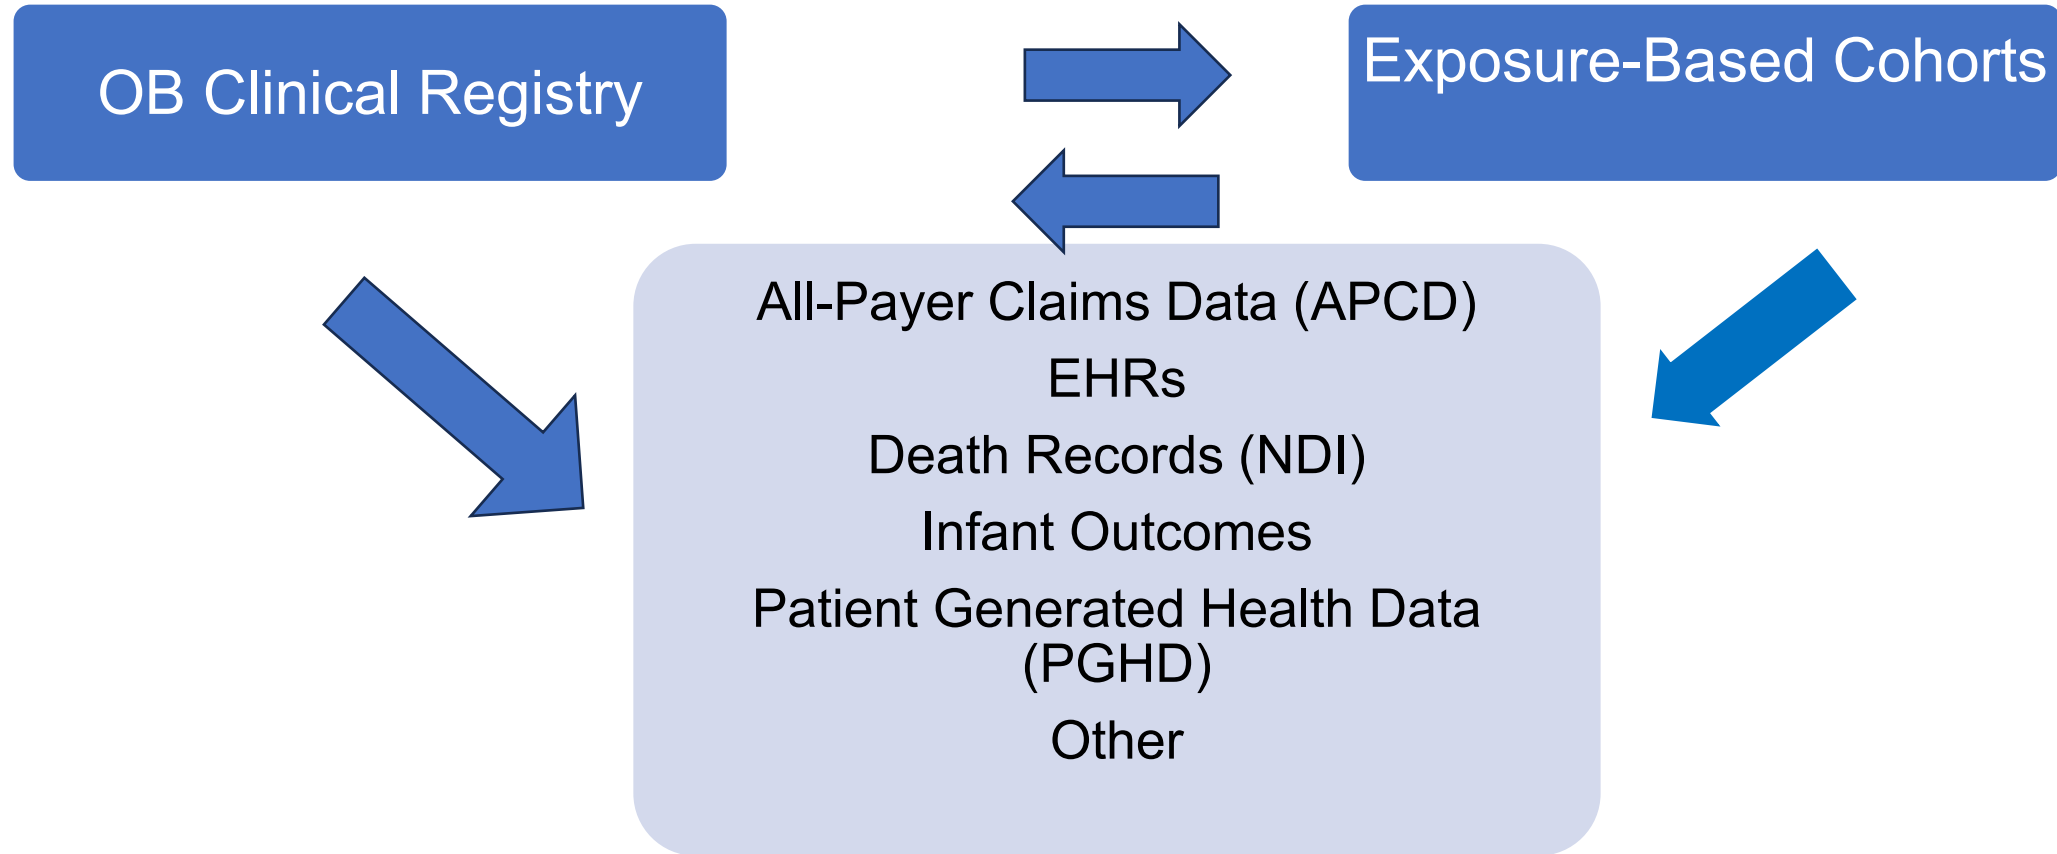 OB Clinical Registry
Exposure-Based Cohorts
All-Payer Claims Data (APCD)
EHRs
Death Records (NDI)
Infant Outcomes
Patient Generated Health Data
(PGHD)
Other